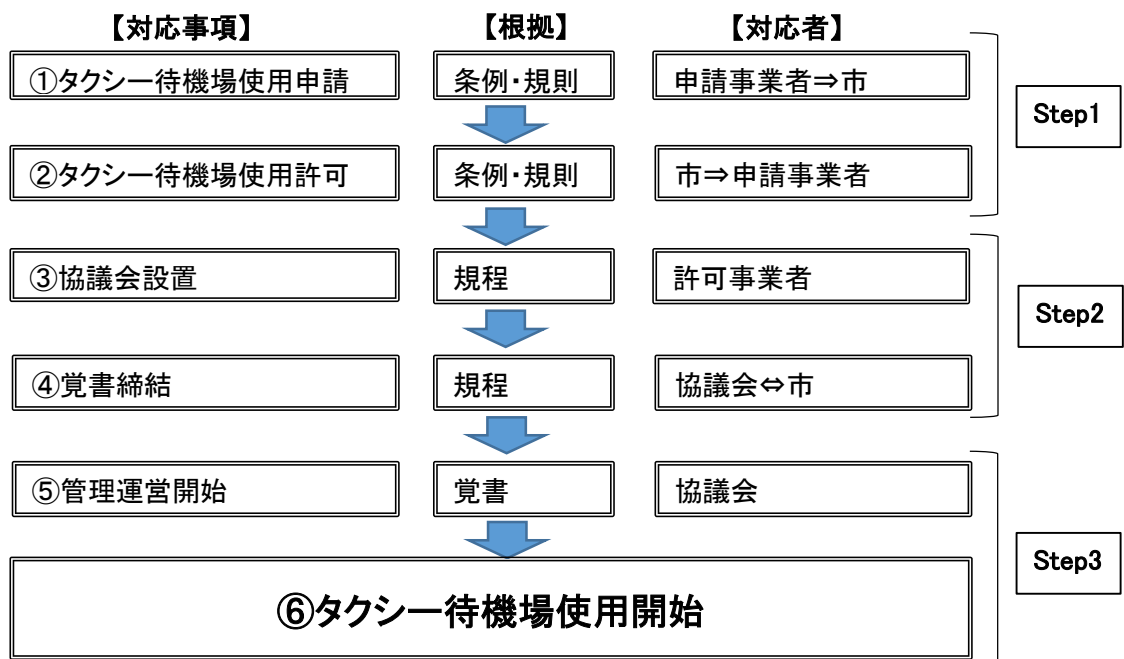 【対応事項】 【根拠】 【対応者】
①タクシー待機場使用申請 条例・規則 申請事業者⇒市
Step1
②タクシー待機場使用許可 条例・規則 市⇒申請事業者
③協議会設置 規程 許可事業者
Step2
④覚書締結 規程 協議会⇔市
⑤管理運営開始 覚書 協議会
Step3
⑥タクシー待機場使用開始